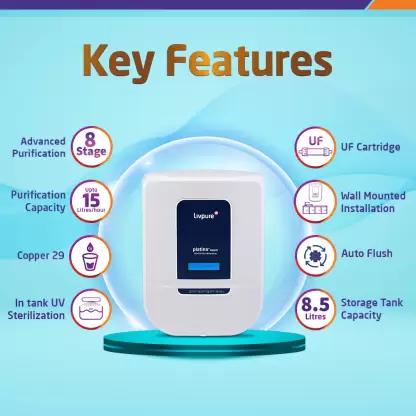 Key Features
Advanced
Purification
8
Stage
Purification
Capacity
Upto
15
Litres/hour
Copper 29
In tank UV
Sterilization
Livpure
platino
UF
UF Cartridge
Wall Mounted
Installation
Auto Flush
8.5
Litres
Storage Tank
Capacity